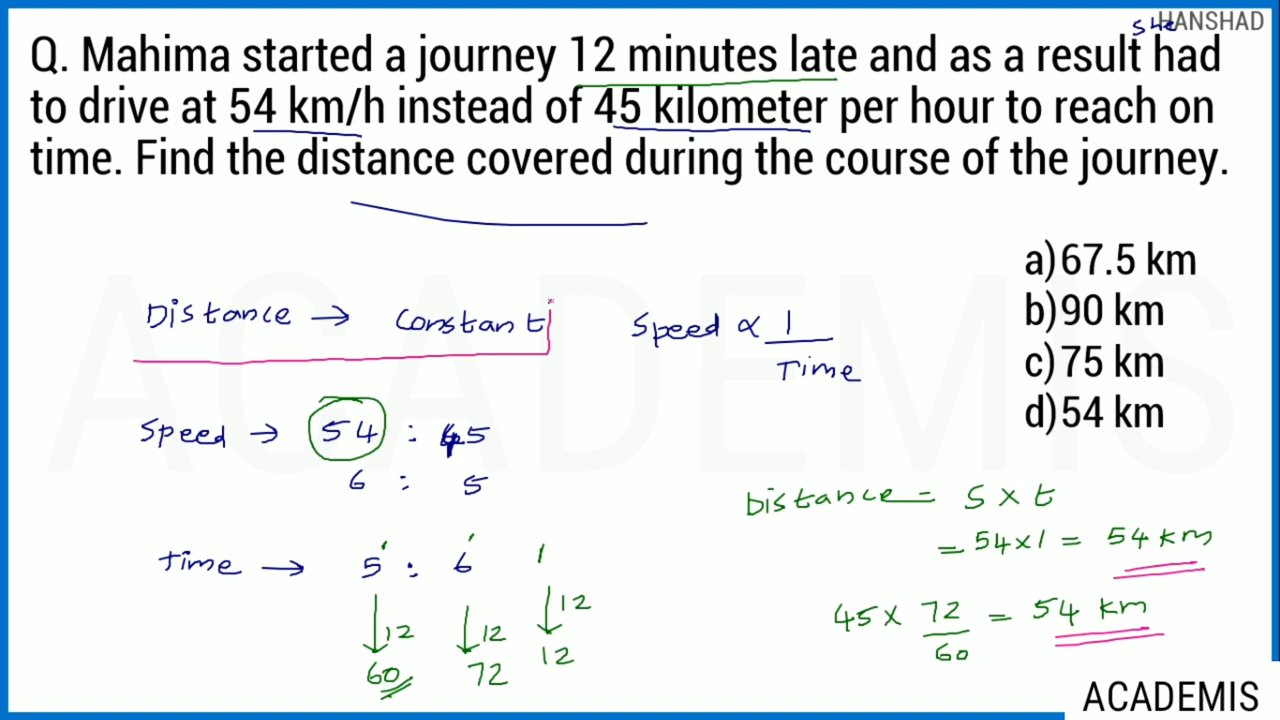 HANSHAD
Q. Mahima started a journey 12 minutes late and as a result had
to drive at 54 km/h instead of 45 kilometer per hour to reach on
time. Find the distance covered during the course of the journey.
a)67.5 km
b)90 km
c)75 km
d)54 km
Distance → constant
Speed ∝ 1
Time
Speed → 54 : 45
6 : 5
Time → 5' : 6' 1
↓12 ↓12 ↓12
60 72 12
Distance = S × t
= 54 × 1 = 54 km
45 × 72 = 54 km
60
ACADEMIS
ACADEMIS